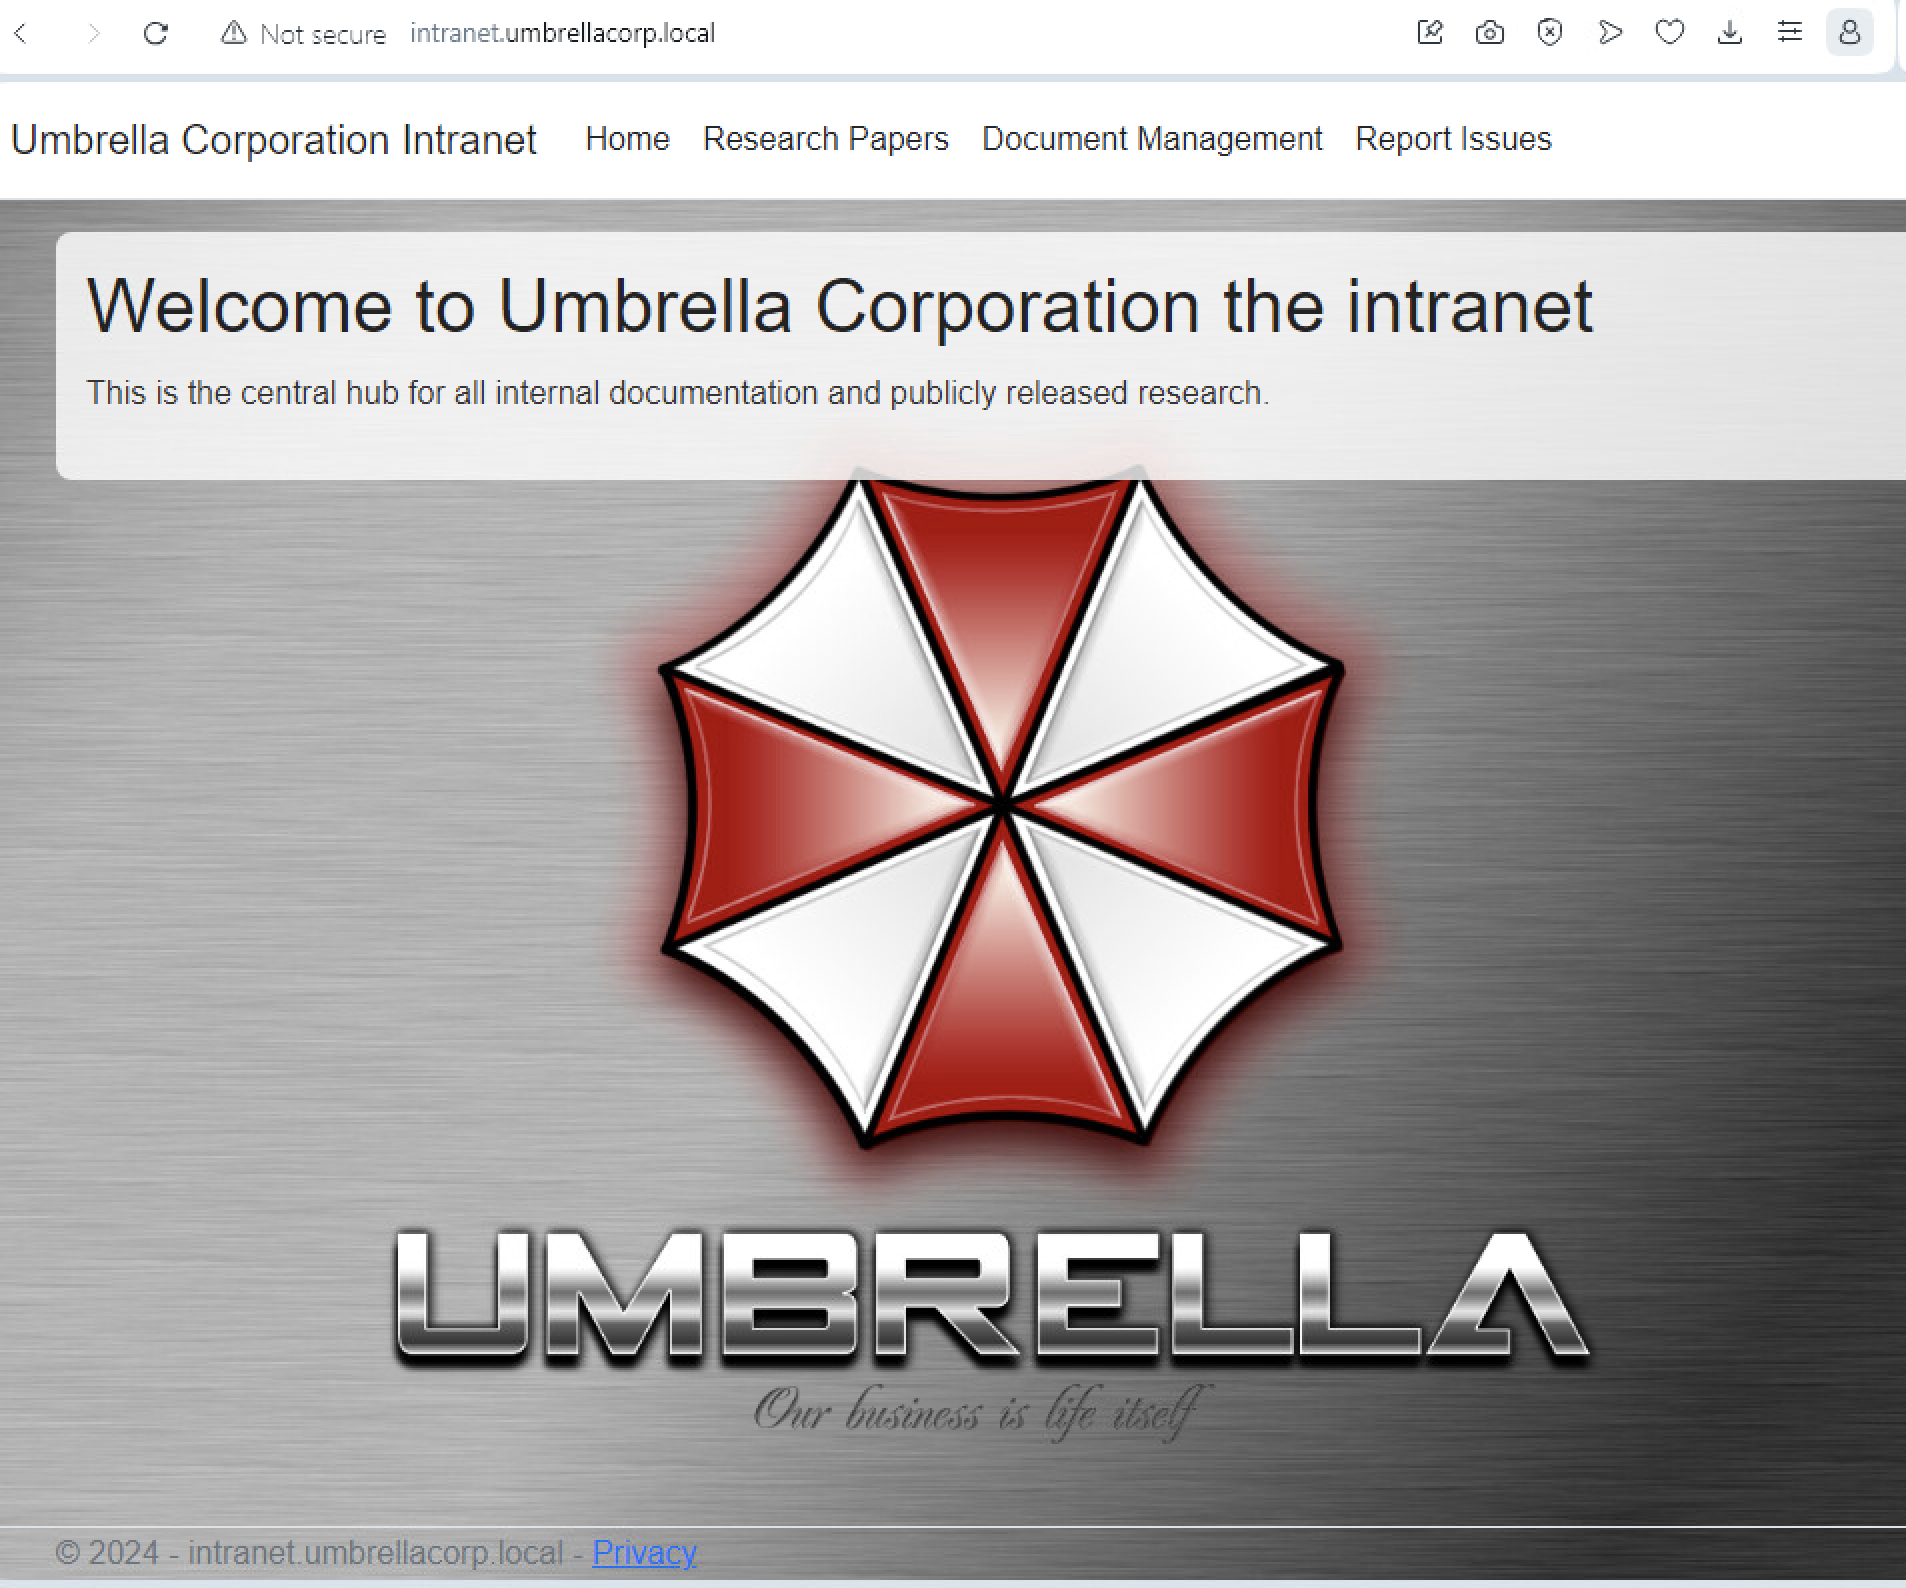 Not secure intranet.umbrellacorp.local
Umbrella Corporation Intranet Home Research Papers Document Management Report Issues
Welcome to Umbrella Corporation the intranet
This is the central hub for all internal documentation and publicly released research.
UMBRELLA
Our business is life itself
© 2024 - intranet.umbrellacorp.local - Privacy